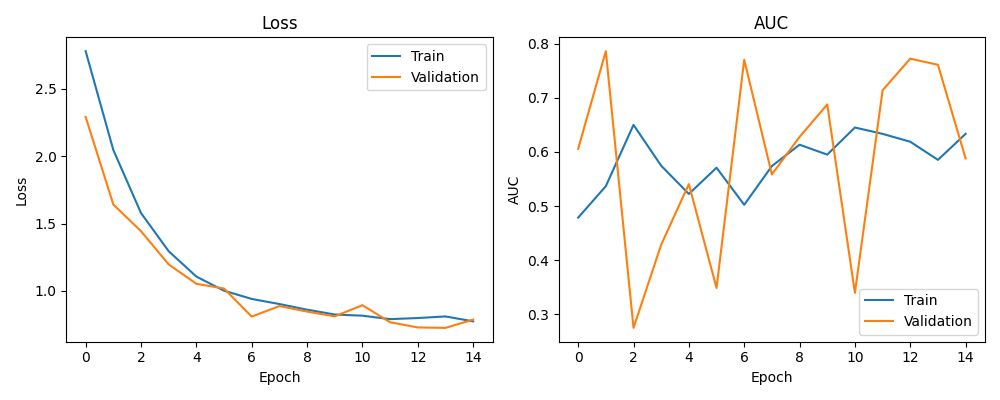 Loss
Train
Validation
2.5
2.0
1.5
1.0
Loss
0 2 4 6 8 10 12 14
Epoch
AUC
0.8
0.7
0.6
0.5
0.4
0.3
AUC
Train
Validation
0 2 4 6 8 10 12 14
Epoch